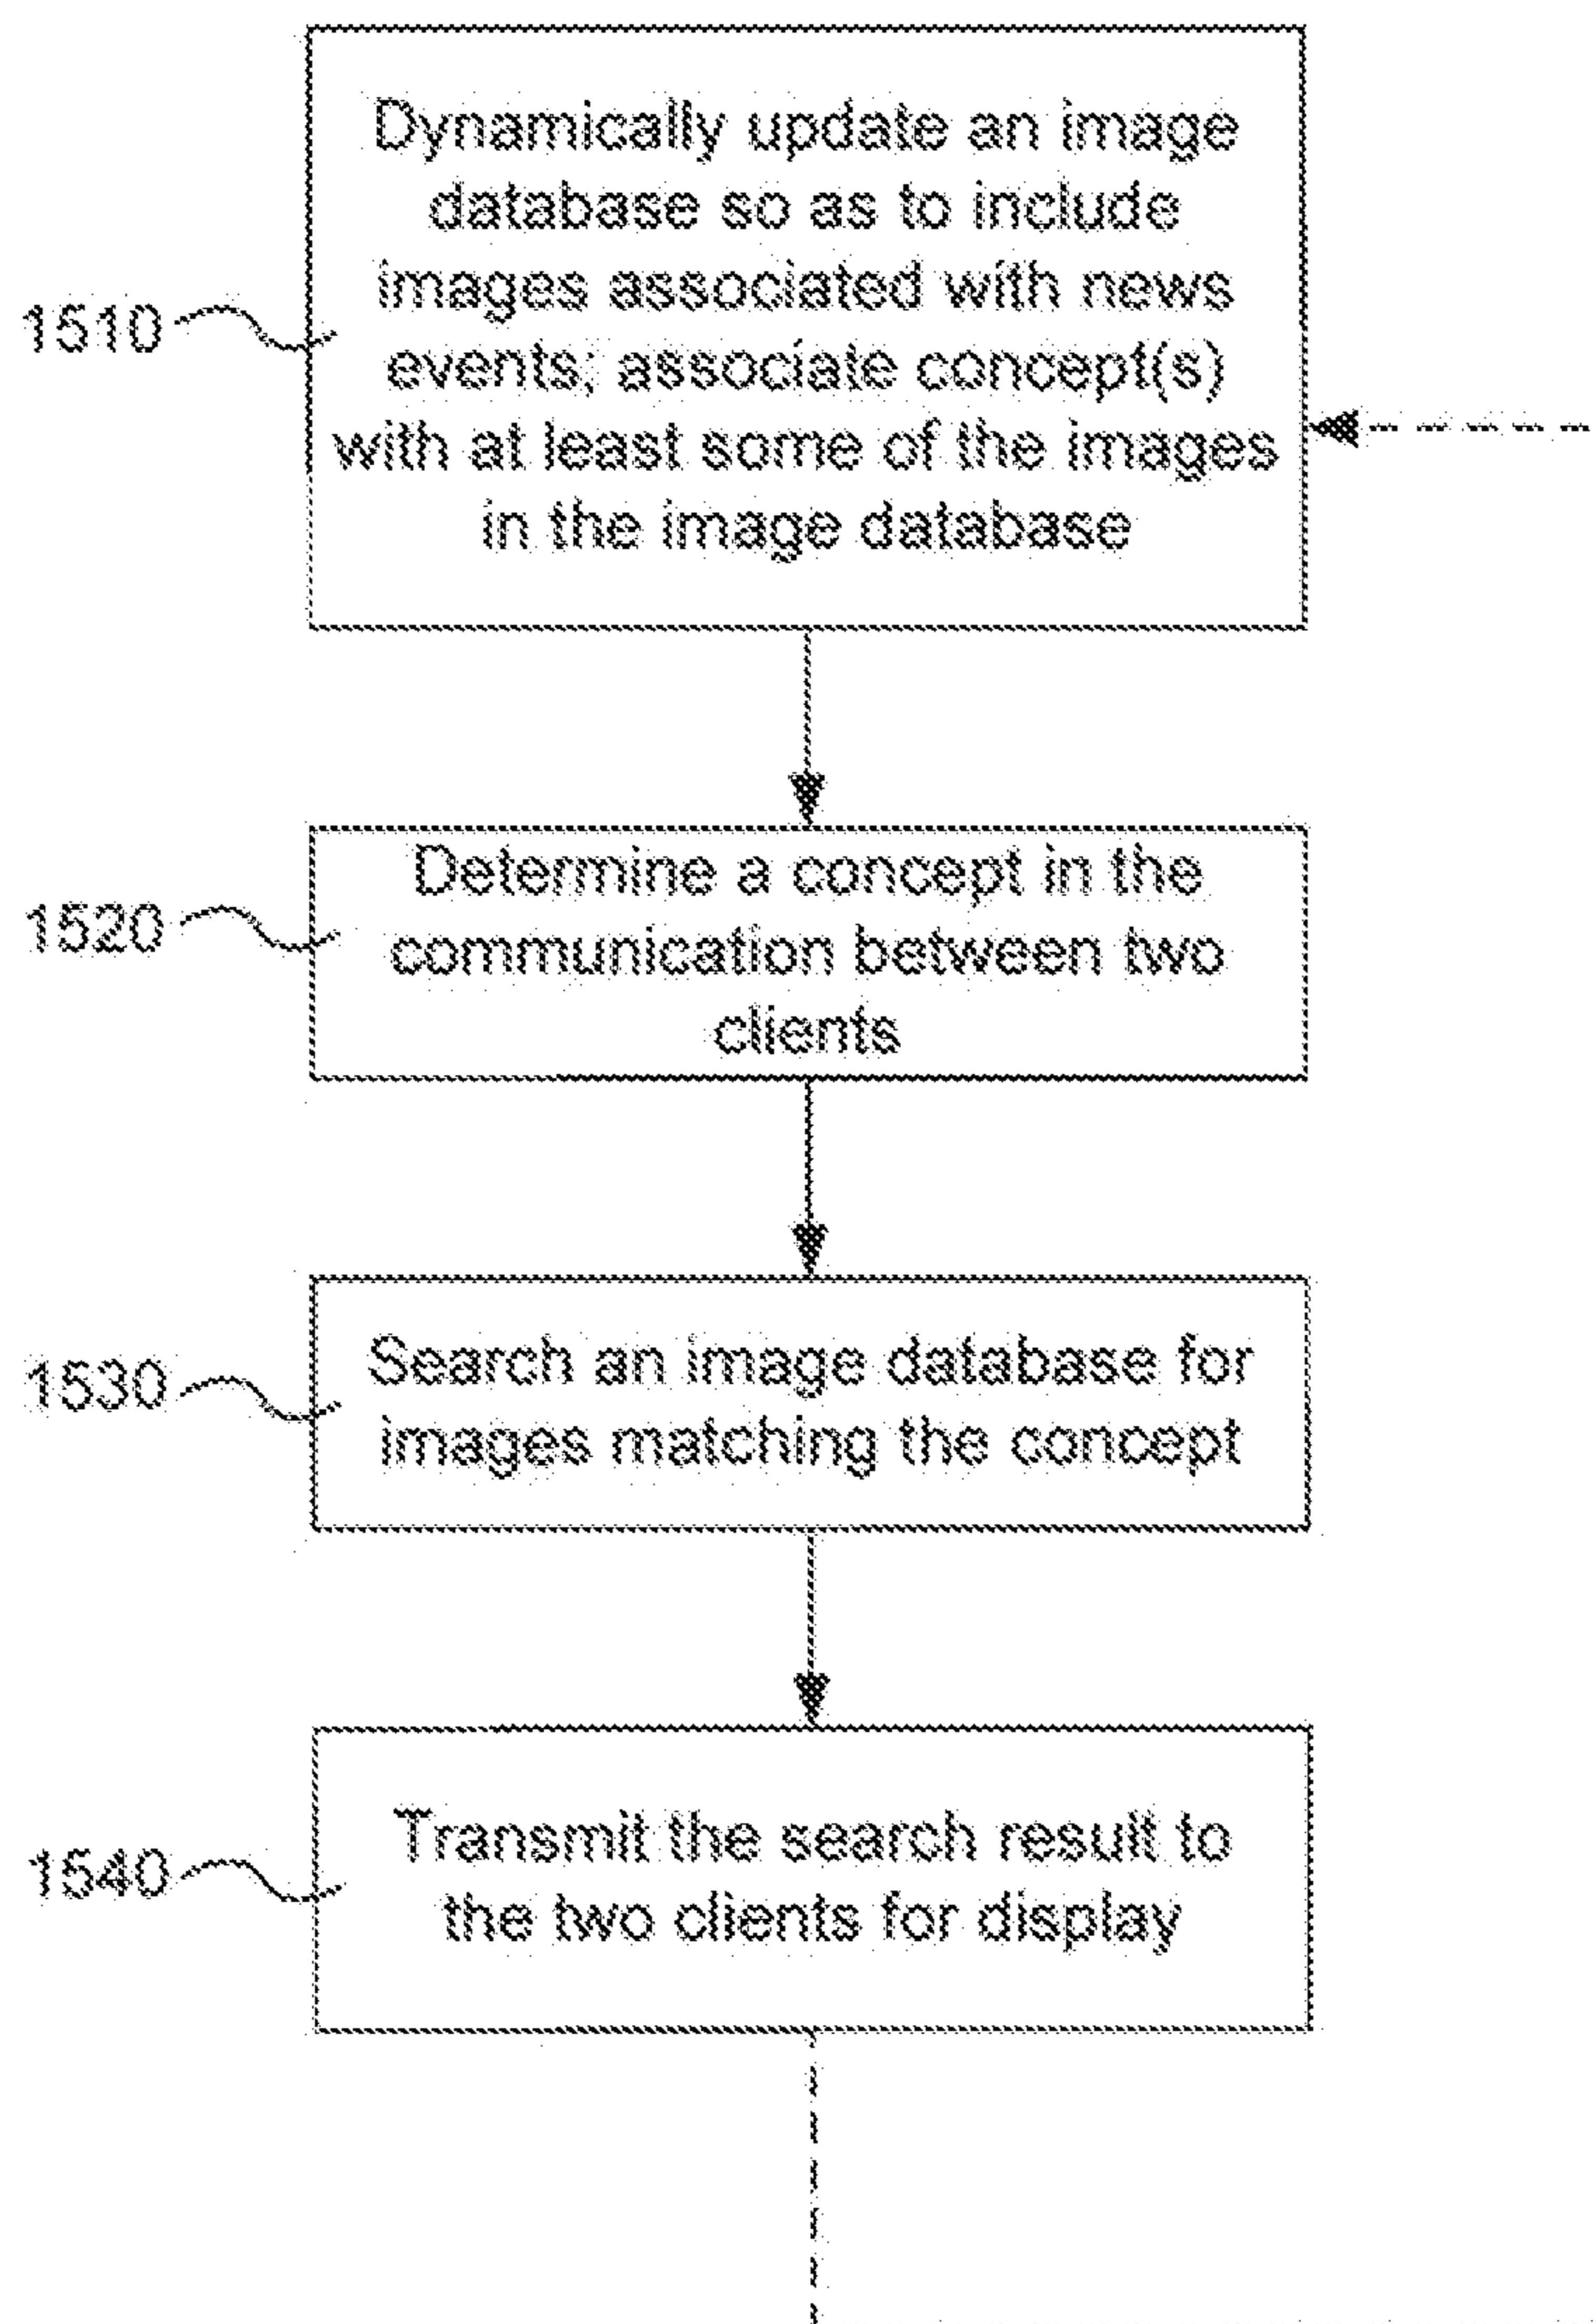 Dynamically update an image
database so as to include
images associated with news
events; associate concept(s)
with at least some of the images
in the image database
1510
Determine a concept in the
communication between two
clients
1520
Search an image database for
images matching the concept
1530
Transmit the search result to
the two clients for display
1540